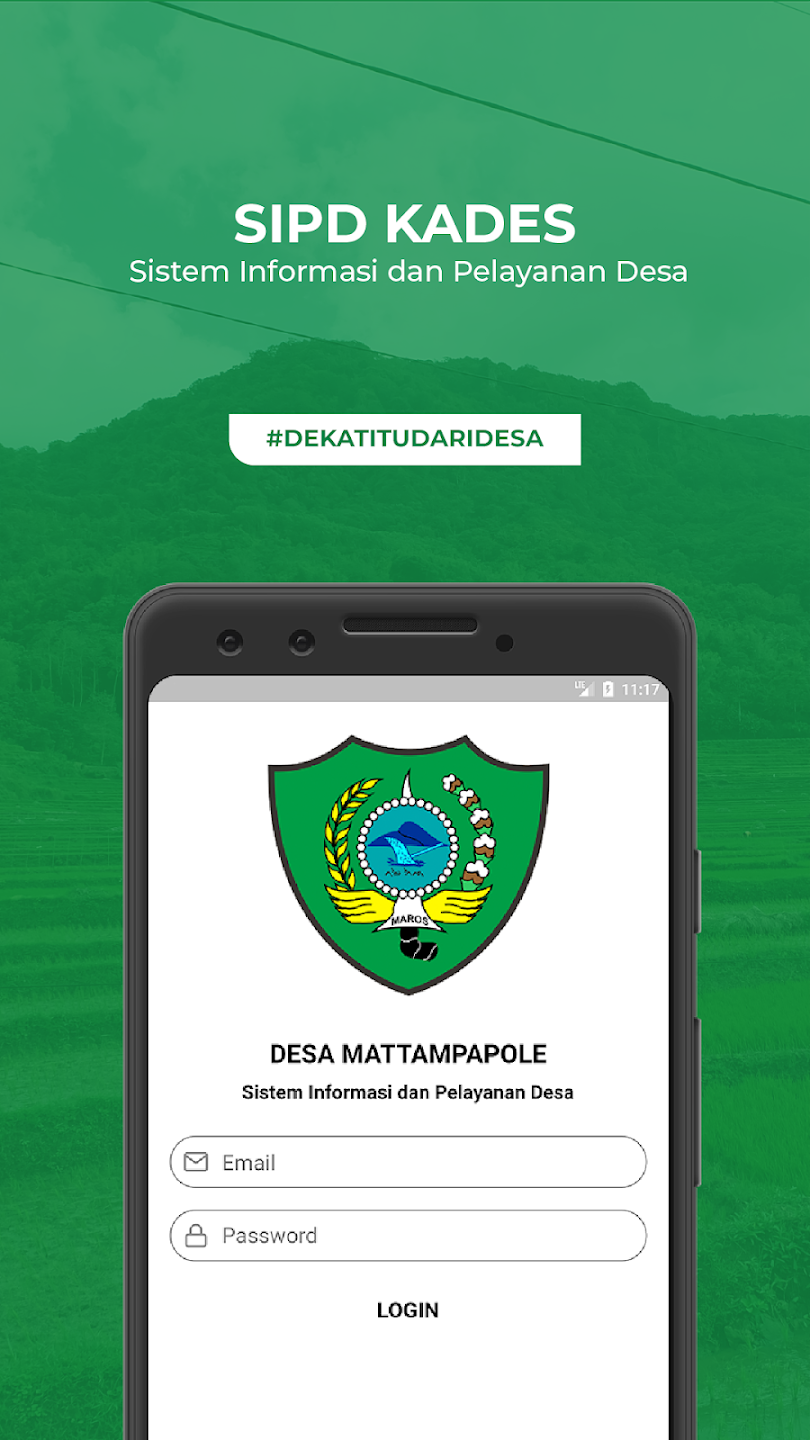 SIPD KADES
Sistem Informasi dan Pelayanan Desa
#DEKATITUDARIDESA
LTE 11:17
MAROS
DESA MATTAMPAPOLE
Sistem Informasi dan Pelayanan Desa
Email
Password
LOGIN